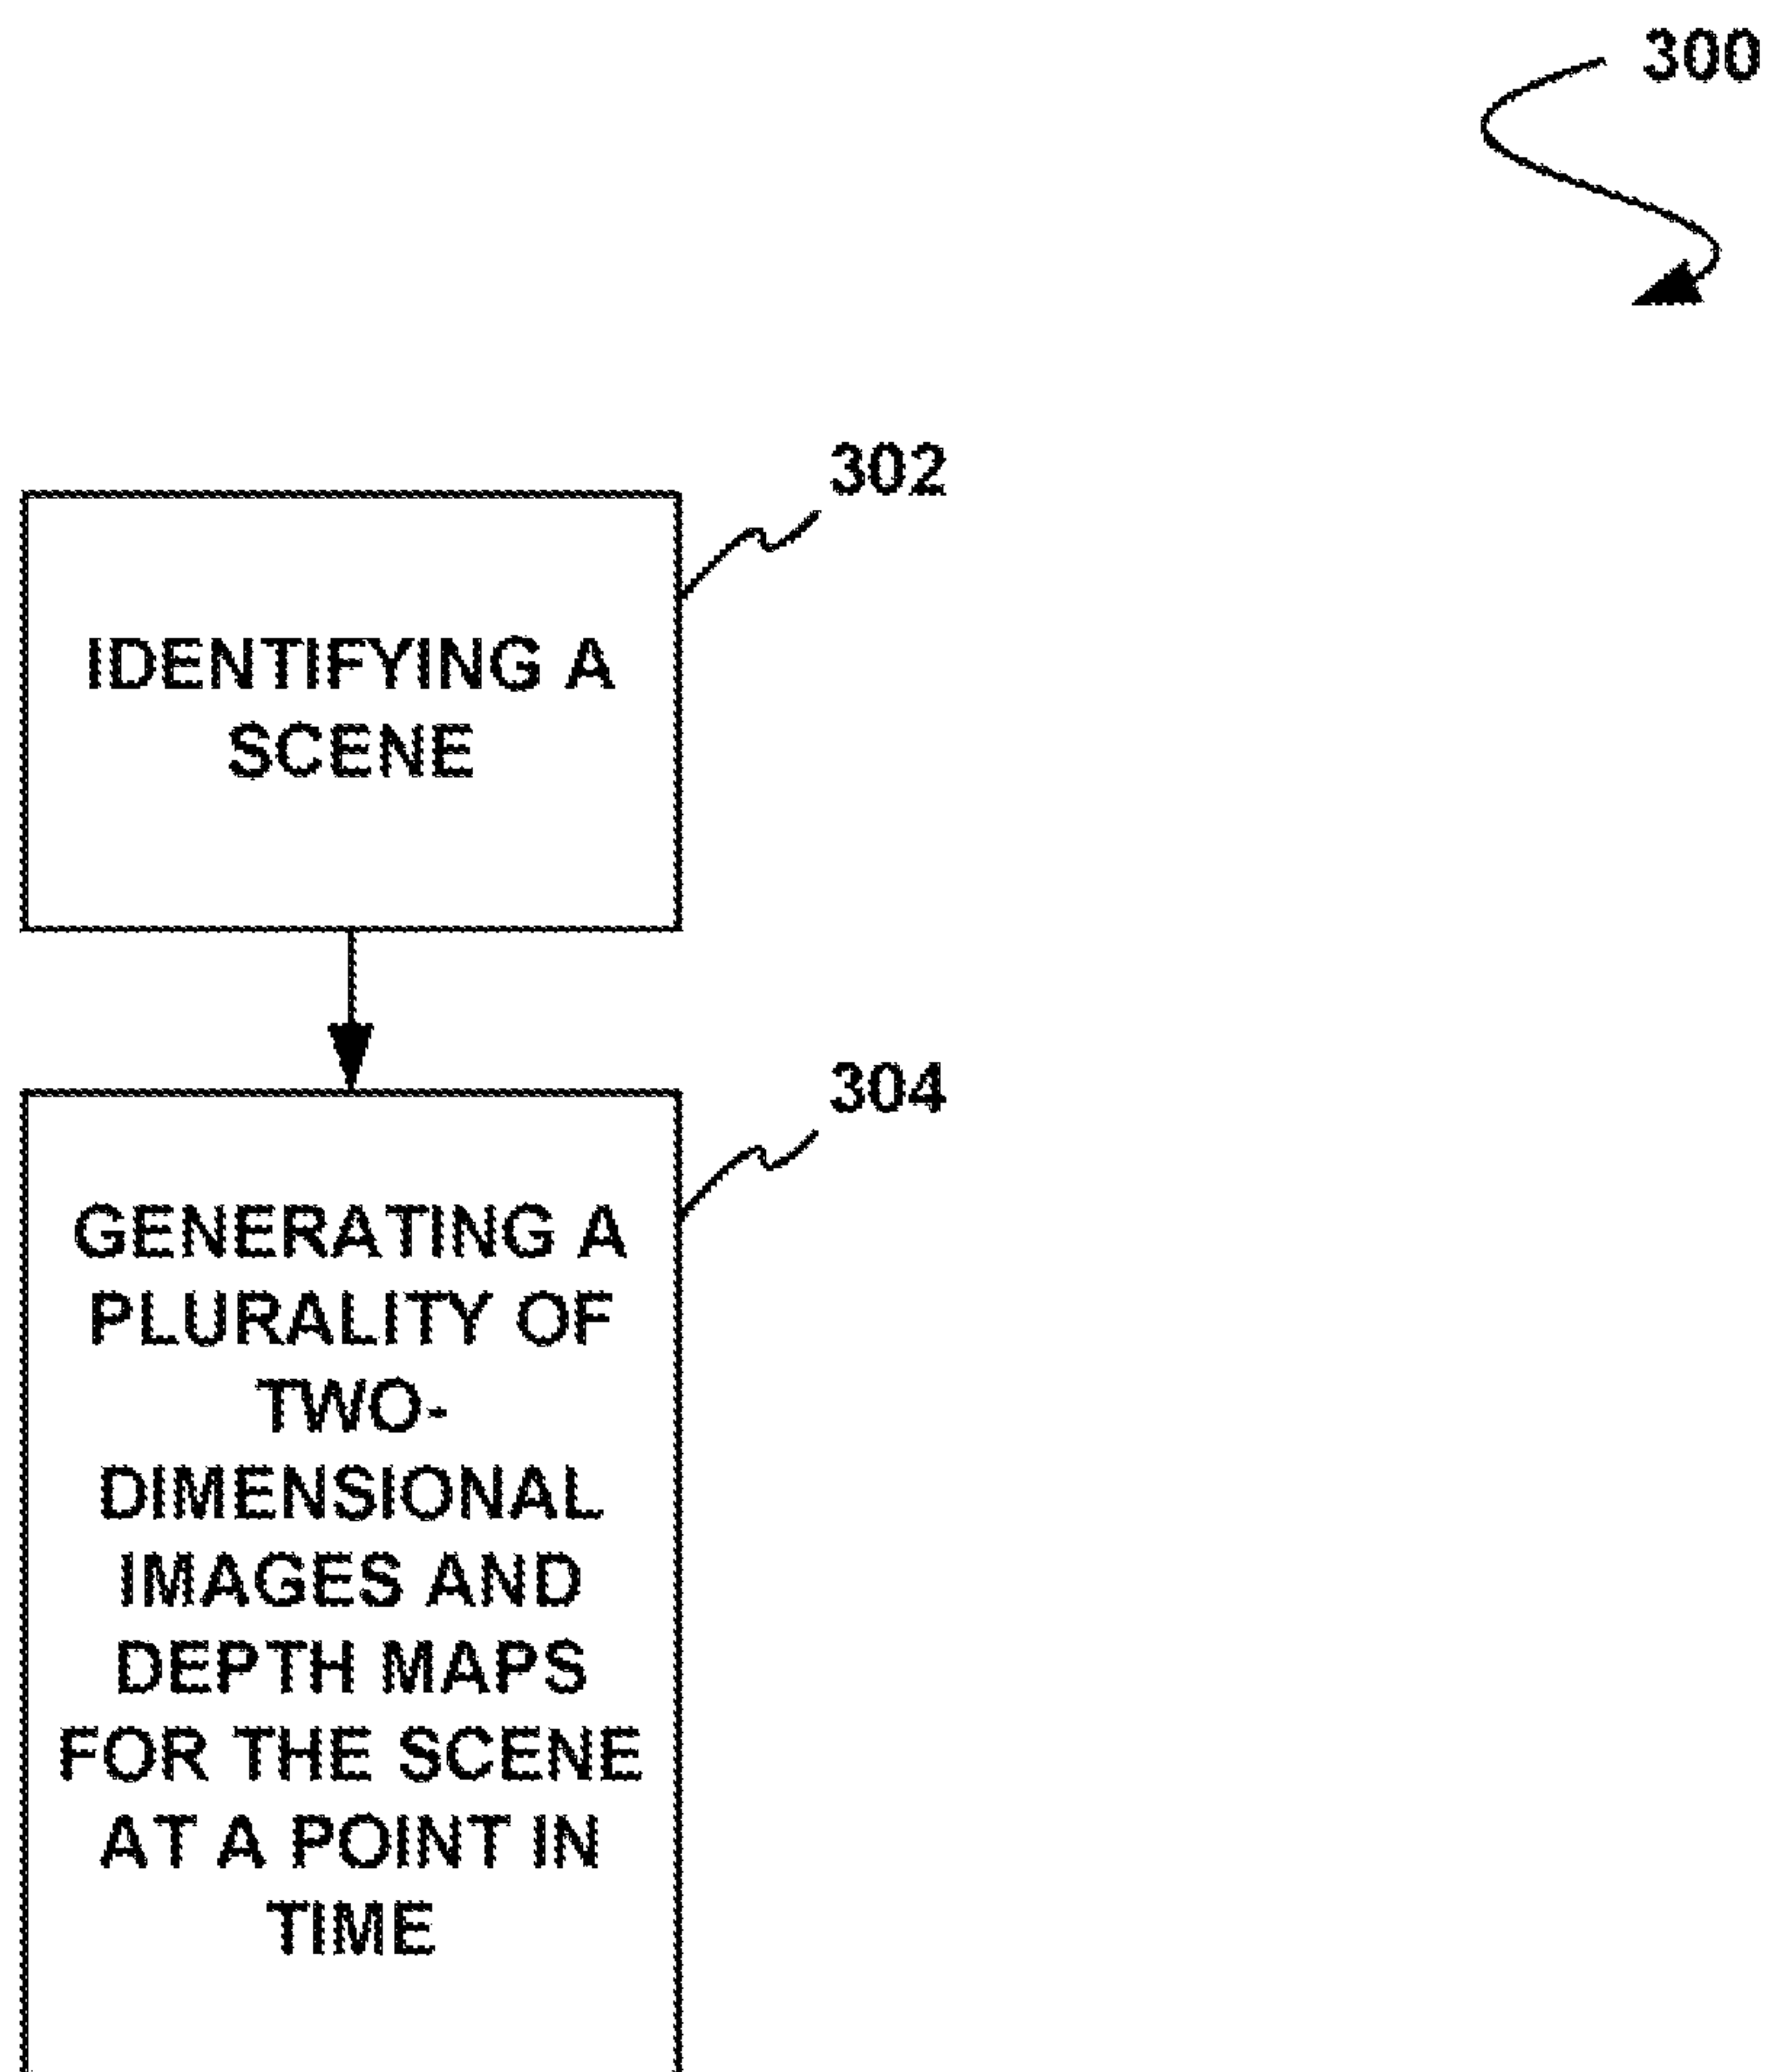 300
302
IDENTIFYING A
SCENE
304
GENERATING A
PLURALITY OF
TWO-
DIMENSIONAL
IMAGES AND
DEPTH MAPS
FOR THE SCENE
AT A POINT IN
TIME